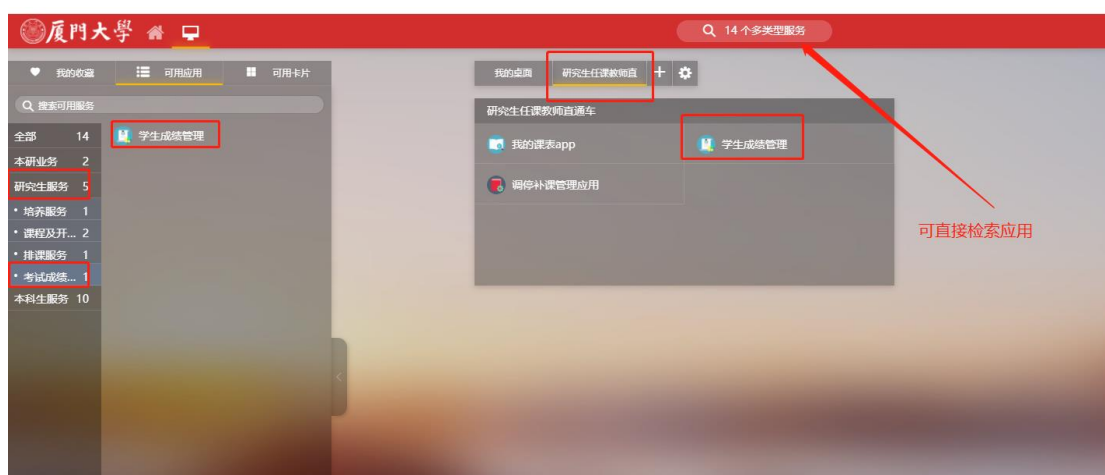 厦門大學
14 个多类型服务
我的收藏 可用应用 可用卡片
搜索可用服务
全部 14
本研业务 2
研究生服务 5
• 培养服务 1
• 课程及开... 2
• 排课服务 1
• 考试成绩... 1
本科生服务 10
学生成绩管理
我的桌面 研究生任课教师直
研究生任课教师直通车
我的课表app 学生成绩管理
调停补课管理应用
可直接检索应用